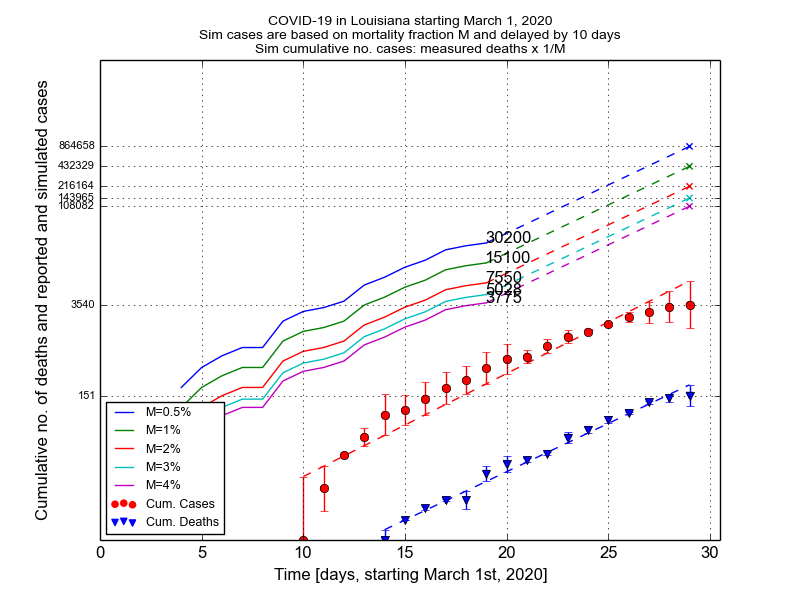 COVID-19 in Louisiana starting March 1, 2020
Sim cases are based on mortality fraction M and delayed by 10 days
Sim cumulative no. cases: measured deaths x 1/M
Cumulative no. of deaths and reported and simulated cases
864658
432329
216164
143965
108082
3540
151
30200
15100
7550
5028
3775
M=0.5%
M=1%
M=2%
M=3%
M=4%
Cum. Cases
Cum. Deaths
0
5
10
15
20
25
30
Time [days, starting March 1st, 2020]